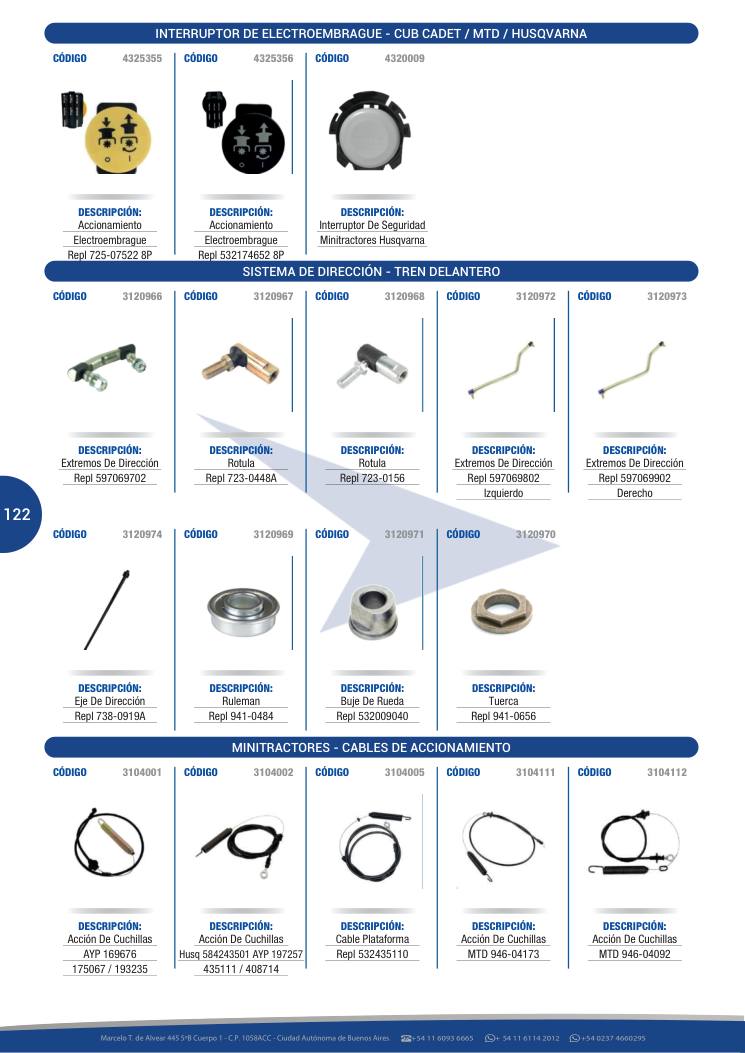 INTERRUPTOR DE ELECTROEMBRAGUE - CUB CADET / MTD / HUSQVARNA
CÓDIGO 4325355
DESCRIPCIÓN:
Accionamiento
Electroembrague
Repl 725-07522 8P
CÓDIGO 4325356
DESCRIPCIÓN:
Accionamiento
Electroembrague
Repl 532174652 8P
CÓDIGO 4320009
DESCRIPCIÓN:
Interruptor De Seguridad
Minitractores Husqvarna
SISTEMA DE DIRECCIÓN - TREN DELANTERO
CÓDIGO 3120966
DESCRIPCIÓN:
Extremos De Dirección
Repl 597069702
CÓDIGO 3120967
DESCRIPCIÓN:
Rotula
Repl 723-0448A
CÓDIGO 3120968
DESCRIPCIÓN:
Rotula
Repl 723-0156
CÓDIGO 3120972
DESCRIPCIÓN:
Extremos De Dirección
Repl 597069802
Izquierdo
CÓDIGO 3120973
DESCRIPCIÓN:
Extremos De Dirección
Repl 597069902
Derecho
122
CÓDIGO 3120974
DESCRIPCIÓN:
Eje De Dirección
Repl 738-0919A
CÓDIGO 3120969
DESCRIPCIÓN:
Ruleman
Repl 941-0484
CÓDIGO 3120971
DESCRIPCIÓN:
Buje De Rueda
Repl 532009040
CÓDIGO 3120970
DESCRIPCIÓN:
Tuerca
Repl 941-0656
MINITRACTORES - CABLES DE ACCIONAMIENTO
CÓDIGO 3104001
DESCRIPCIÓN:
Acción De Cuchillas
AYP 169676
175067 / 193235
CÓDIGO 3104002
DESCRIPCIÓN:
Acción De Cuchillas
Husq 584243501 AYP 197257
435111 / 408714
CÓDIGO 3104005
DESCRIPCIÓN:
Cable Plataforma
Repl 532435110
CÓDIGO 3104111
DESCRIPCIÓN:
Acción De Cuchillas
MTD 946-04173
CÓDIGO 3104112
DESCRIPCIÓN:
Acción De Cuchillas
MTD 946-04092
Marcelo T. de Alvear 445 5ºB Cuerpo 1 - C.P. 1058ACC - Ciudad Autónoma de Buenos Aires. +54 11 6093 6665 + 54 11 6114 2012 +54 0237 4660295